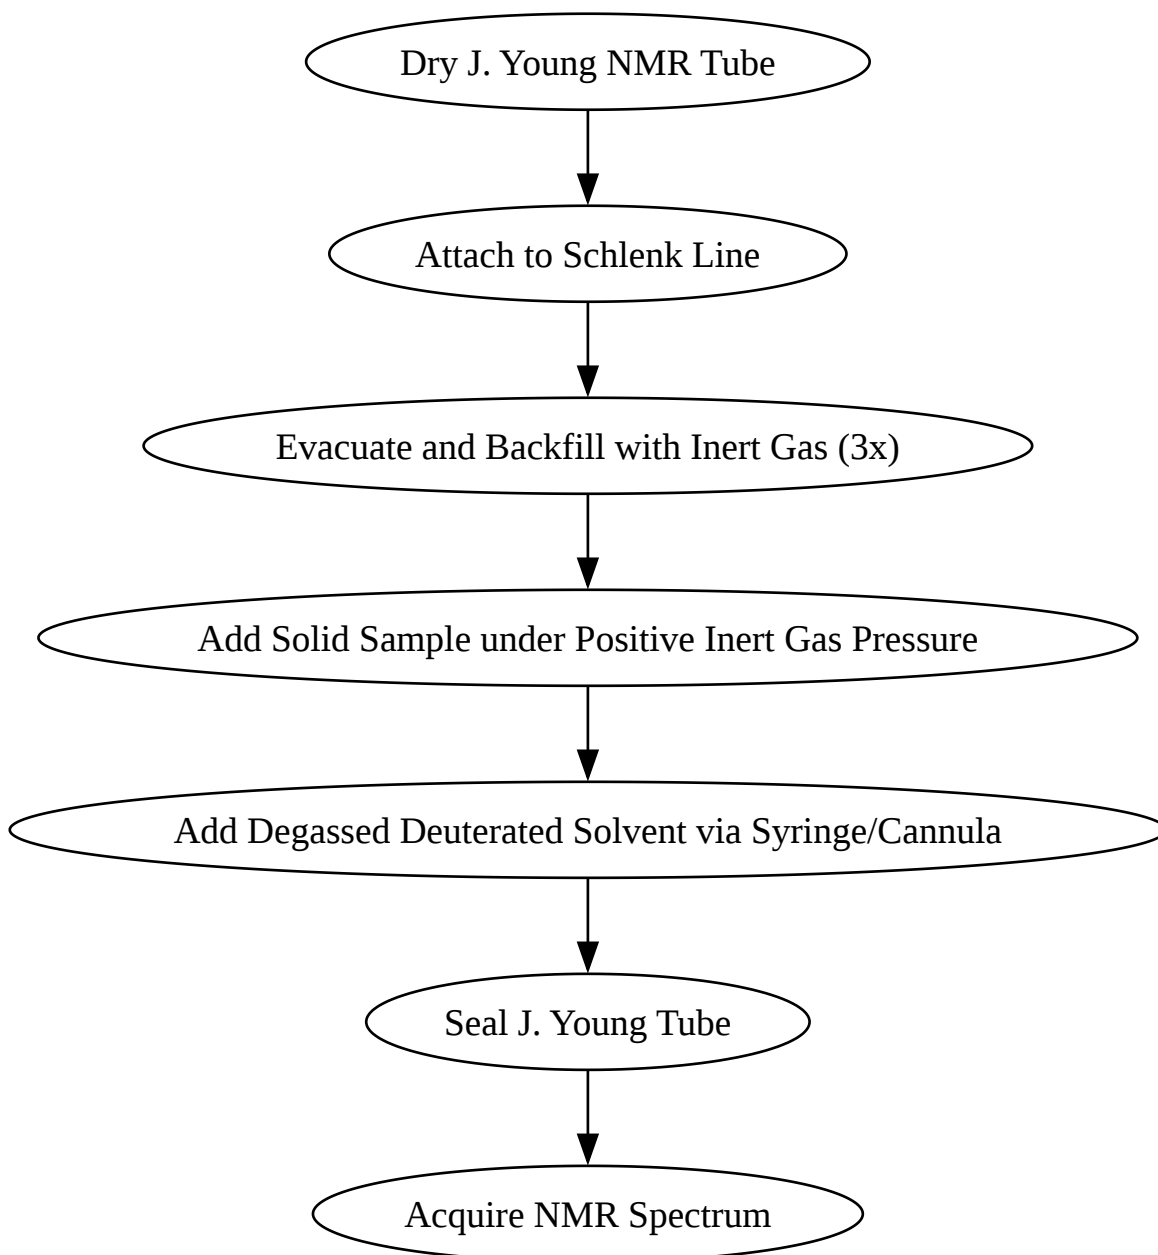 Dry J. Young NMR Tube
Attach to Schlenk Line
Evacuate and Backfill with Inert Gas (3x)
Add Solid Sample under Positive Inert Gas Pressure
Add Degassed Deuterated Solvent via Syringe/Cannula
Seal J. Young Tube
Acquire NMR Spectrum